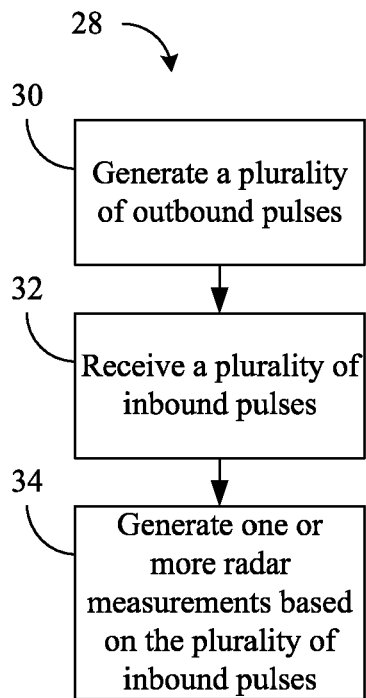 28
30
Generate a plurality
of outbound pulses
32
Receive a plurality of
inbound pulses
34
Generate one or
more radar
measurements based
on the plurality of
inbound pulses